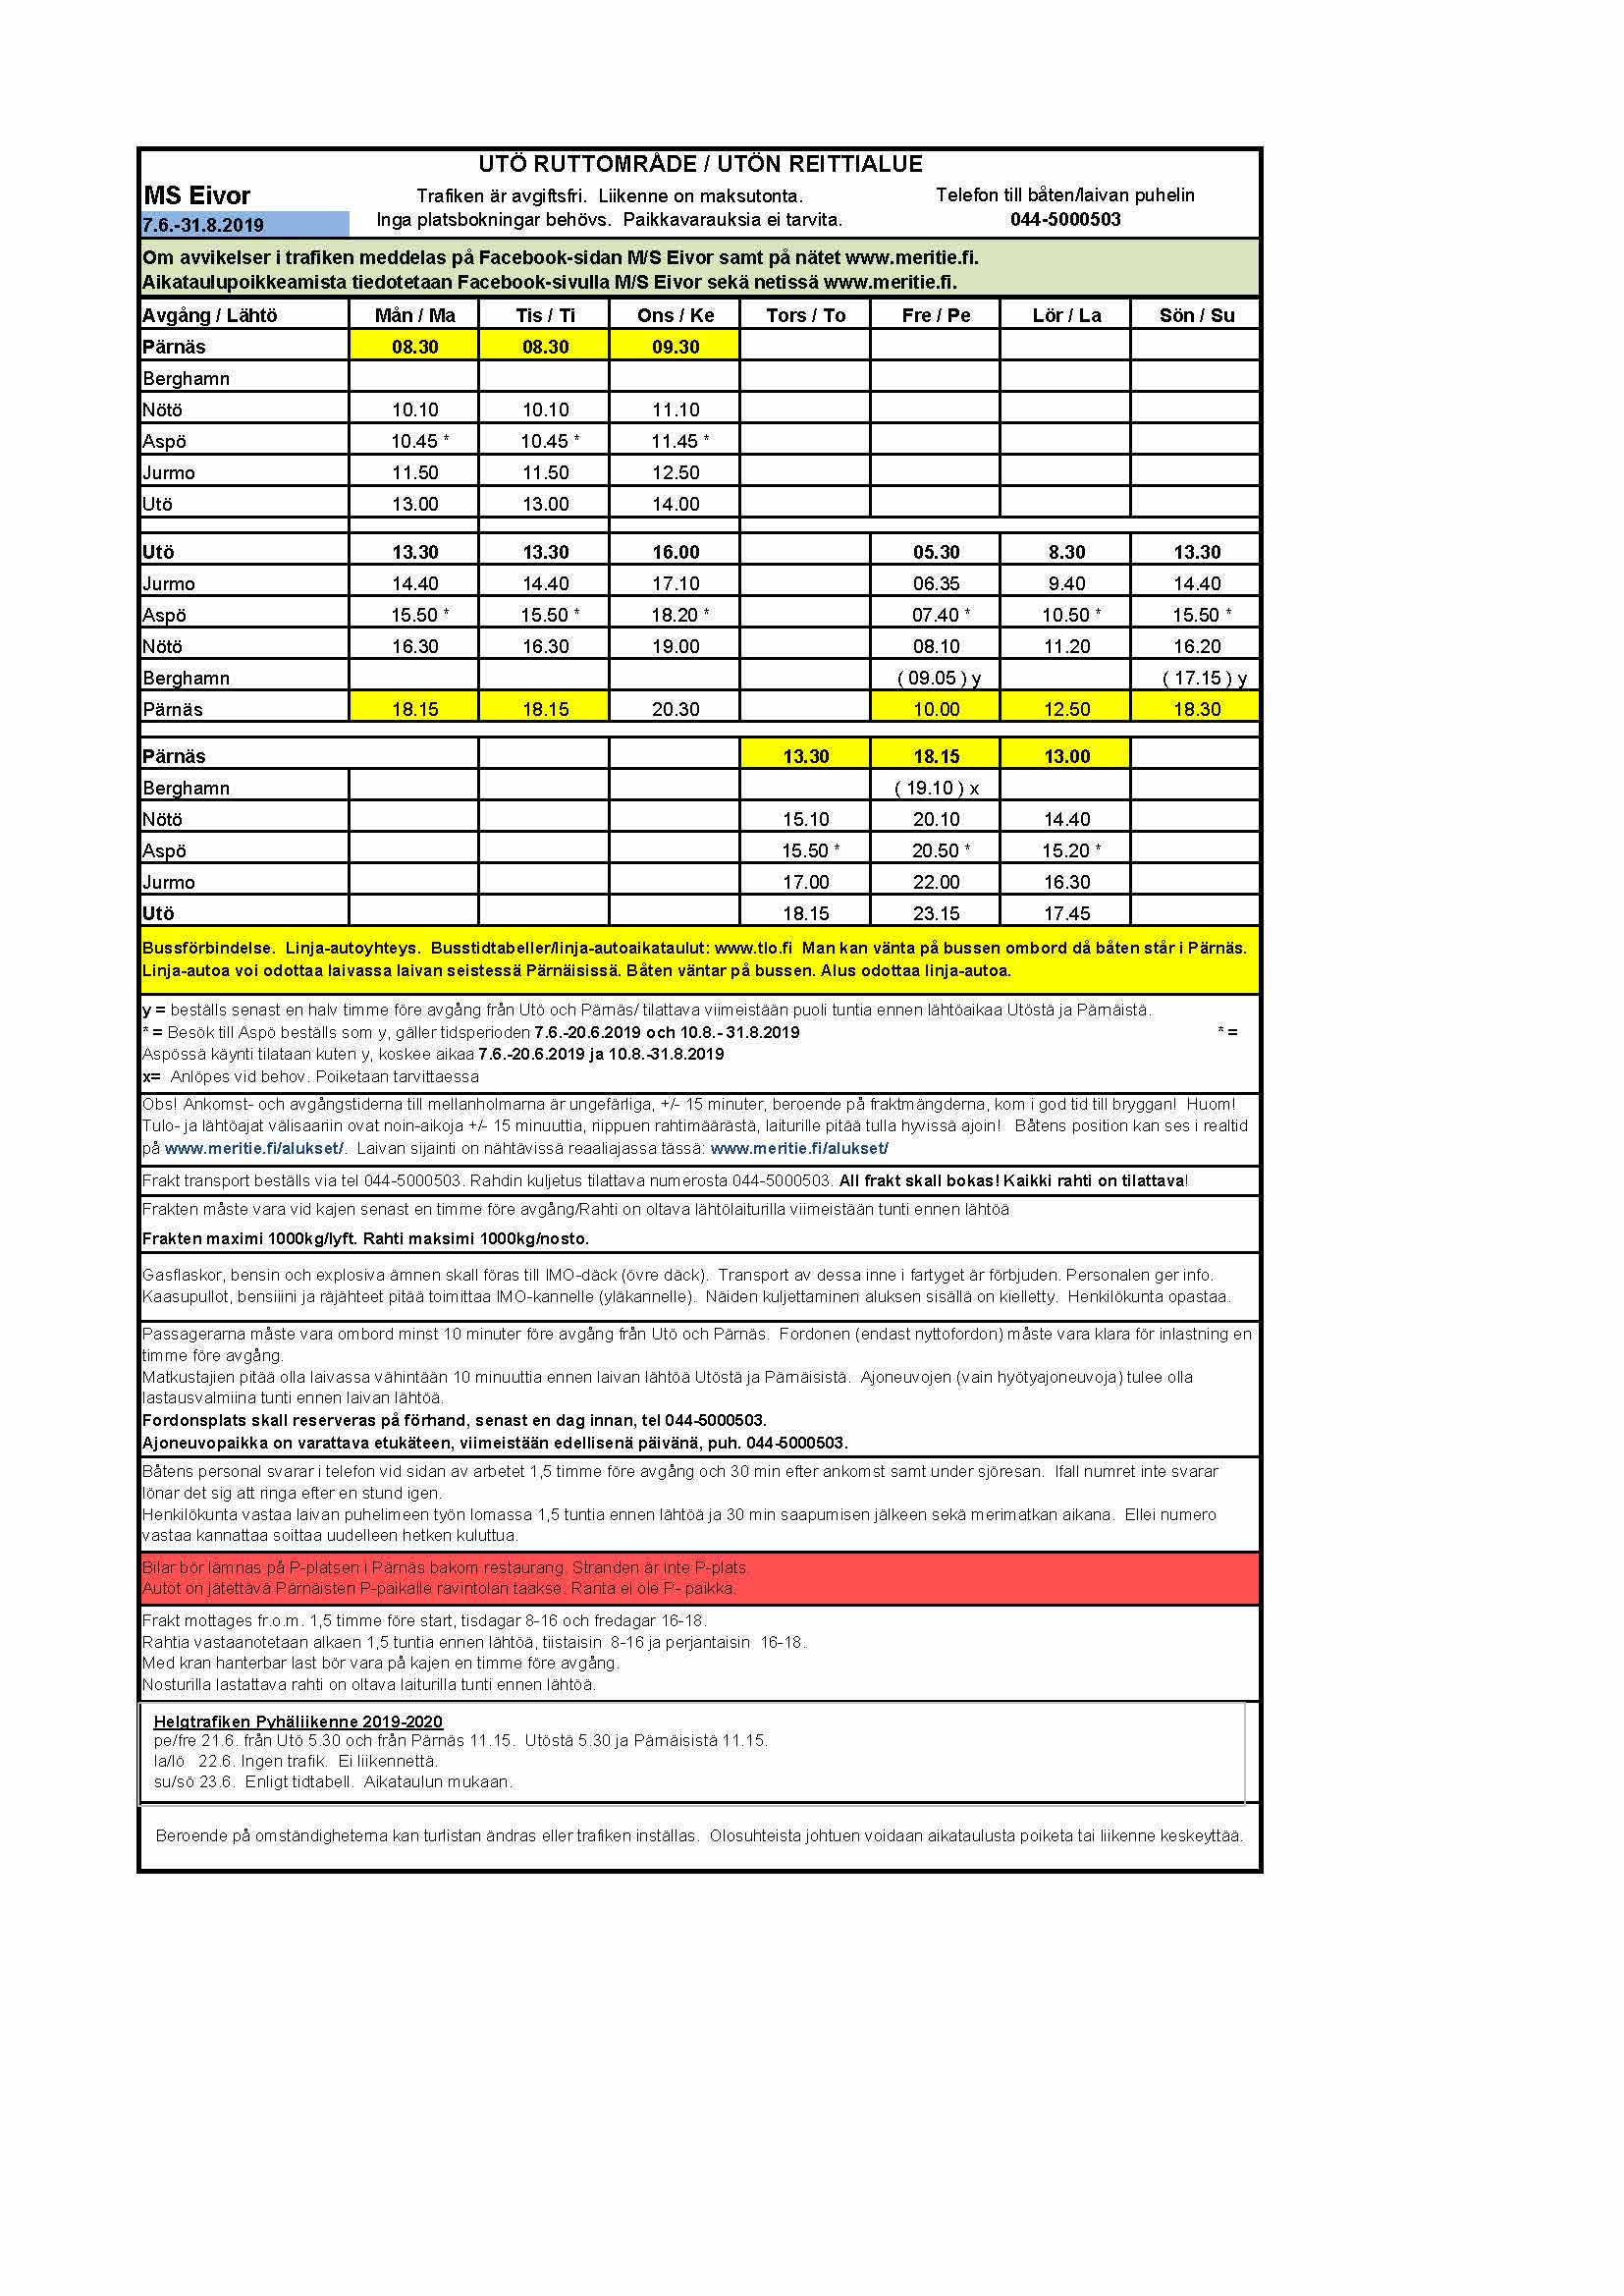 UTÖ RUTTOMRÅDE / UTÖN REITTIALUE
MS Eivor
Trafiken är avgiftsfri. Liikenne on maksutonta.
Telefon till båten/laivan puhelin
7.6.-31.8.2019
Inga platsbokningar behövs. Paikkavarauksia ei tarvita.
044-5000503
Om avvikelser i trafiken meddelas på Facebook-sidan M/S Eivor samt på nätet www.meritie.fi.
Aikataulupoikkeamista tiedotetaan Facebook-sivulla M/S Eivor sekä netissä www.meritie.fi.
Avgång / Lähtö Mån / Ma Tis / Ti Ons / Ke Tors / To Fre / Pe Lör / La Sön / Su
Pärnäs 08.30 08.30 09.30
Berghamn
Nötö 10.10 10.10 11.10
Aspö 10.45 * 10.45 * 11.45 *
Jurmo 11.50 11.50 12.50
Utö 13.00 13.00 14.00
Utö 13.30 13.30 16.00 05.30 8.30 13.30
Jurmo 14.40 14.40 17.10 06.35 9.40 14.40
Aspö 15.50 * 15.50 * 18.20 * 07.40 * 10.50 * 15.50 *
Nötö 16.30 16.30 19.00 08.10 11.20 16.20
Berghamn ( 09.05 ) y ( 17.15 ) y
Pärnäs 18.15 18.15 20.30 10.00 12.50 18.30
Pärnäs 13.30 18.15 13.00
Berghamn ( 19.10 ) x
Nötö 15.10 20.10 14.40
Aspö 15.50 * 20.50 * 15.20 *
Jurmo 17.00 22.00 16.30
Utö 18.15 23.15 17.45
Bussförbindelse. Linja-autoyhteys. Busstidtabeller/linja-autoaikataulut: www.tlo.fi Man kan vänta på bussen ombord då båten står i Pärnäs.
Linja-autoa voi odottaa laivassa laivan seistessä Pärnäisissä. Båten väntar på bussen. Alus odottaa linja-autoa.
y = beställs senast en halv timme före avgång från Utö och Pärnäs/ tilattava viimeistään puoli tuntia ennen lähtöaikaa Utöstä ja Pärnäistä.
* = Besök till Aspö beställs som y, gäller tidsperioden 7.6.-20.6.2019 och 10.8.- 31.8.2019 * =
Aspössä käynti tilataan kuten y, koskee aikaa 7.6.-20.6.2019 ja 10.8.-31.8.2019
x= Anlöpes vid behov. Poiketaan tarvittaessa
Obs! Ankomst- och avgångstiderna till mellanholmarna är ungefärliga, +/- 15 minuter, beroende på fraktmängderna, kom i god tid till bryggan! Huom!
Tulo- ja lähtöajat välisaariin ovat noin-aikoja +/- 15 minuuttia, riippuen rahtimäärästä, laiturille pitää tulla hyvissä ajoin! Båtens position kan ses i realtid
på www.meritie.fi/alukset/. Laivan sijainti on nähtävissä reaaliajassa tässä: www.meritie.fi/alukset/
Frakt transport beställs via tel 044-5000503. Rahdin kuljetus tilattava numerosta 044-5000503. All frakt skall bokas! Kaikki rahti on tilattava!
Frakten måste vara vid kajen senast en timme före avgång/Rahti on oltava lähtölaiturilla viimeistään tunti ennen lähtöä
Frakten maximi 1000kg/lyft. Rahti maksimi 1000kg/nosto.
Gasflaskor, bensin och explosiva ämnen skall föras till IMO-däck (övre däck). Transport av dessa inne i fartyget är förbjuden. Personalen ger info.
Kaasupullot, bensiiini ja räjähteet pitää toimittaa IMO-kannelle (yläkannelle). Näiden kuljettaminen aluksen sisällä on kielletty. Henkilökunta opastaa.
Passagerarna måste vara ombord minst 10 minuter före avgång från Utö och Pärnäs. Fordonen (endast nyttofordon) måste vara klara för inlastning en
timme före avgång.
Matkustajien pitää olla laivassa vähintään 10 minuuttia ennen laivan lähtöä Utöstä ja Pärnäisistä. Ajoneuvojen (vain hyötyajoneuvoja) tulee olla
lastausvalmiina tunti ennen laivan lähtöä.
Fordonsplats skall reserveras på förhand, senast en dag innan, tel 044-5000503.
Ajoneuvopaikka on varattava etukäteen, viimeistään edellisenä päivänä, puh. 044-5000503.
Båtens personal svarar i telefon vid sidan av arbetet 1,5 timme före avgång och 30 min efter ankomst samt under sjöresan. Ifall numret inte svarar
lönar det sig att ringa efter en stund igen.
Henkilökunta vastaa laivan puhelimeen työn lomassa 1,5 tuntia ennen lähtöä ja 30 min saapumisen jälkeen sekä merimatkan aikana. Ellei numero
vastaa kannattaa soittaa uudelleen hetken kuluttua.
Bilar bör lämnas på P-platsen i Pärnäs bakom restaurang. Stranden är inte P-plats.
Autot on jätettävä Pärnäisten P-paikalle ravintolan taakse. Ranta ei ole P- paikka.
Frakt mottages fr.o.m. 1,5 timme före start, tisdagar 8-16 och fredagar 16-18.
Rahtia vastaanotetaan alkaen 1,5 tuntia ennen lähtöä, tiistaisin 8-16 ja perjantaisin 16-18.
Med kran hanterbar last bör vara på kajen en timme före avgång.
Nosturilla lastattava rahti on oltava laiturilla tunti ennen lähtöä.
Helgtrafiken Pyhäliikenne 2019-2020
pe/fre 21.6. från Utö 5.30 och från Pärnäs 11.15. Utöstä 5.30 ja Pärnäisistä 11.15.
la/lö 22.6. Ingen trafik. Ei liikennettä.
su/sö 23.6. Enligt tidtabell. Aikataulun mukaan.
Beroende på omständigheterna kan turlistan ändras eller trafiken inställas. Olosuhteista johtuen voidaan aikataulusta poiketa tai liikenne keskeyttää.